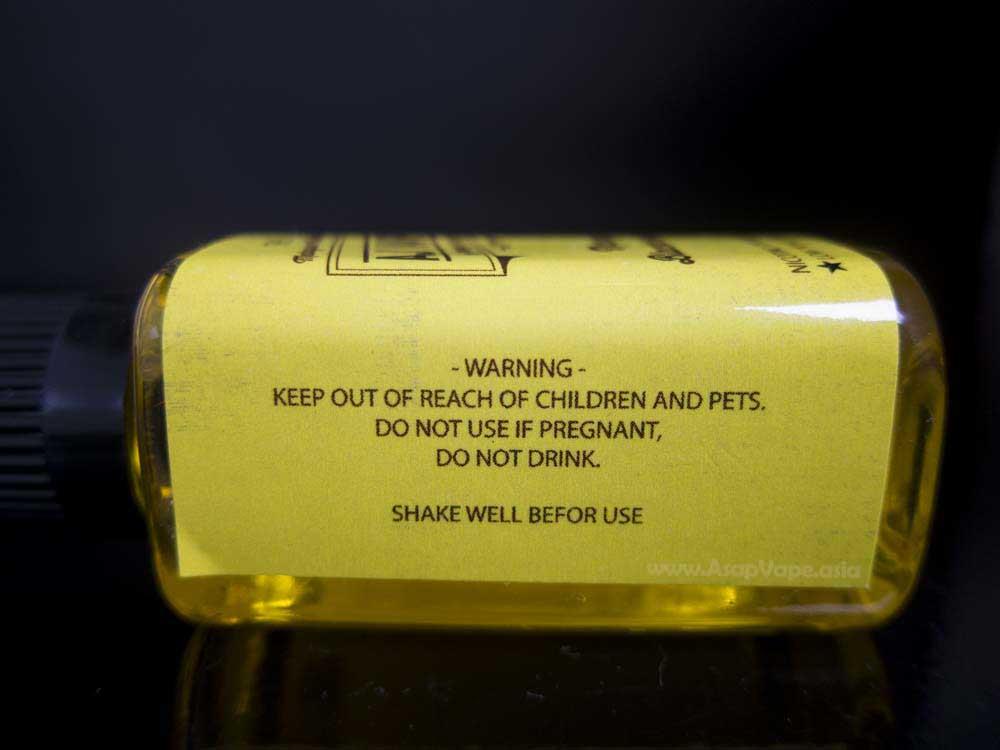 - WARNING -
KEEP OUT OF REACH OF CHILDREN AND PETS.
DO NOT USE IF PREGNANT,
DO NOT DRINK.
SHAKE WELL BEFOR USE
www.AsapVape.asia